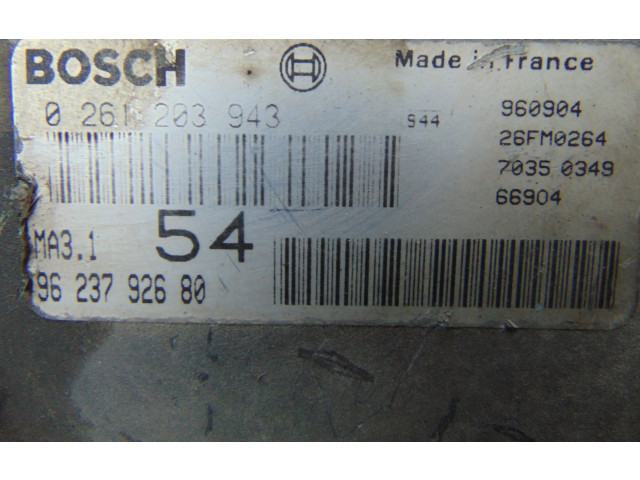 BOSCH
Made in France
0 261 203 943
944
960904
26FM0264
7035 0349
66904
MA3.1
54
96 237 926 80